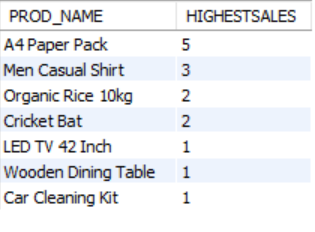 PROD_NAME HIGHESTSALES
A4 Paper Pack 5
Men Casual Shirt 3
Organic Rice 10kg 2
Cricket Bat 2
LED TV 42 Inch 1
Wooden Dining Table 1
Car Cleaning Kit 1